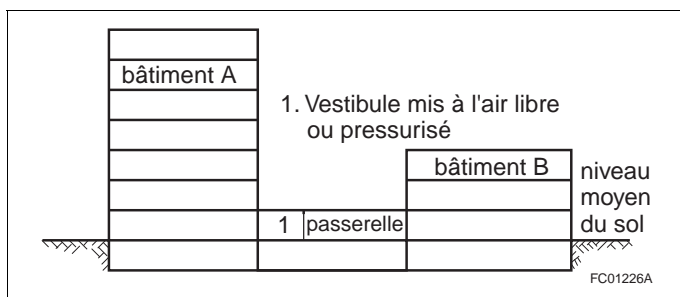 bâtiment A
1. Vestibule mis à l'air libre
ou pressurisé
bâtiment B
niveau
moyen
du sol
1
passerelle
FC01226A